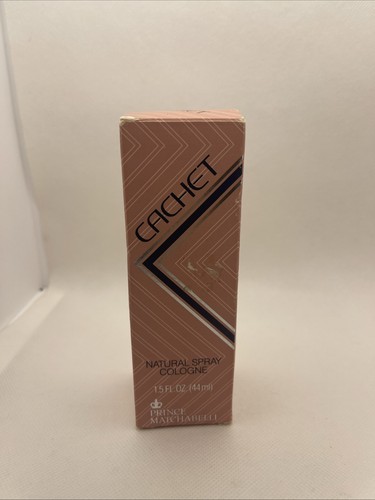 CACHET
NATURAL SPRAY
COLOGNE
1.5 FL. OZ. (44ml)
PRINCE
MATCHABELLI